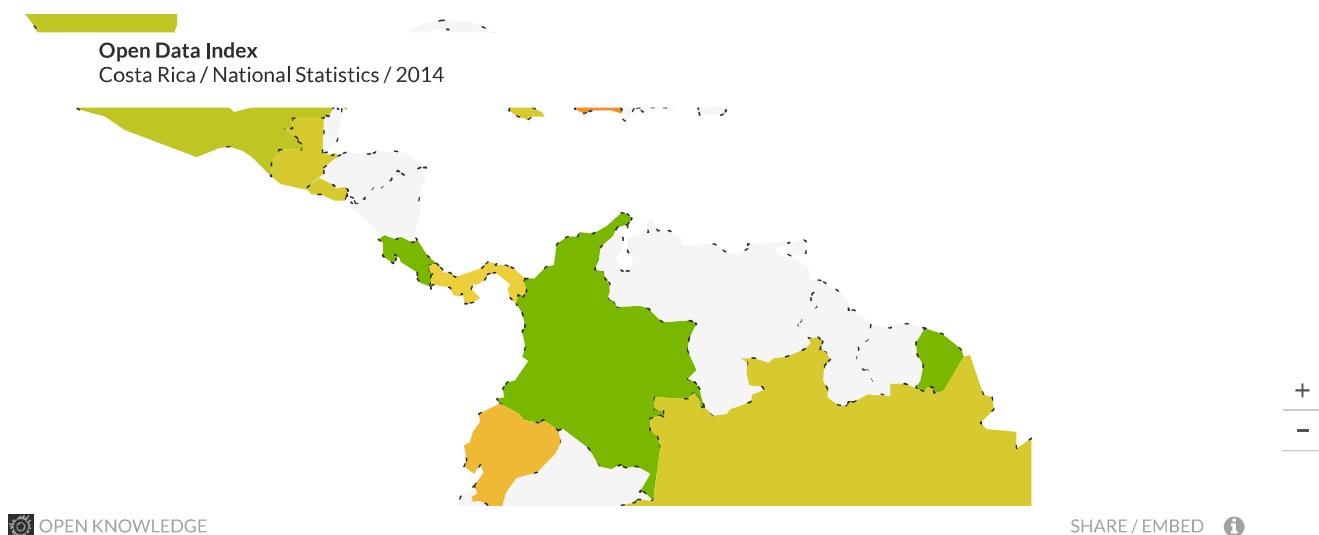 Open Data Index
Costa Rica / National Statistics / 2014
+
−
OPEN KNOWLEDGE
SHARE / EMBED